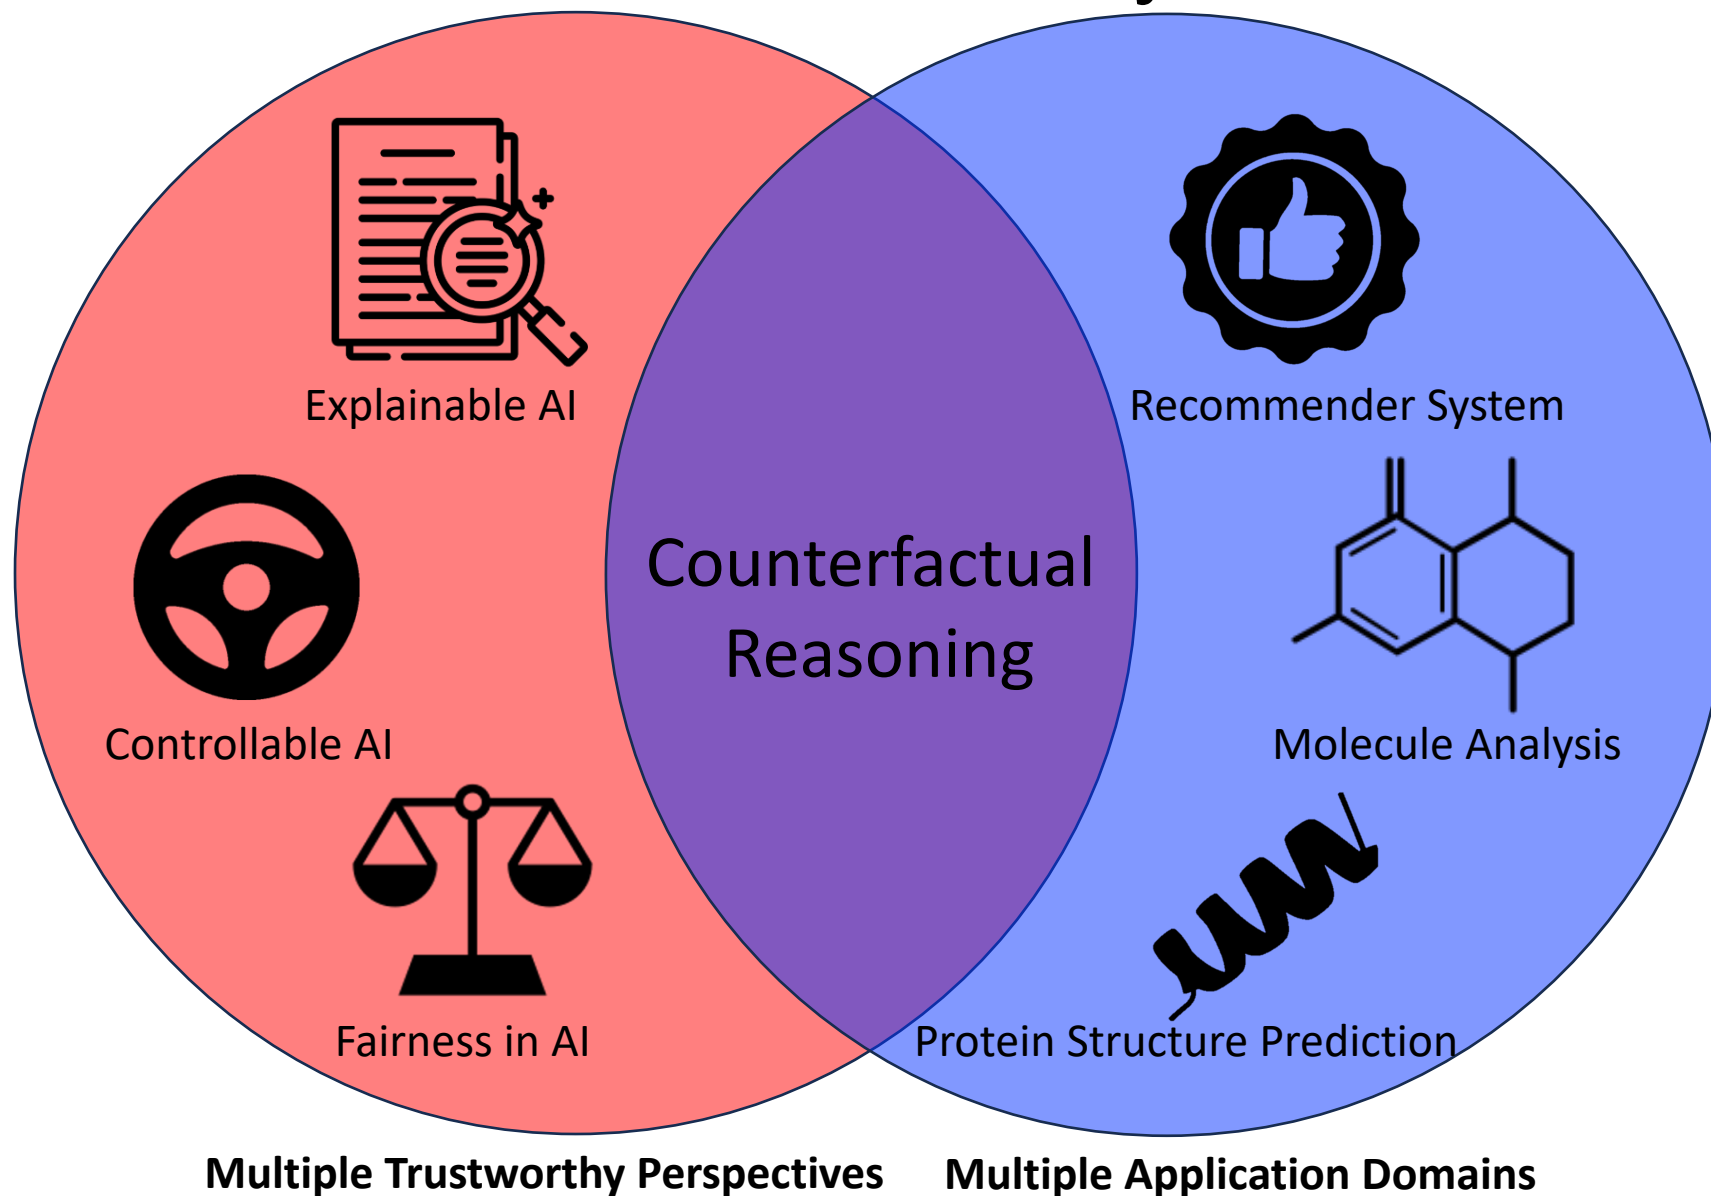 Explainable AI
Recommender System
Counterfactual
Reasoning
Controllable AI
Molecule Analysis
Fairness in AI
Protein Structure Prediction
Multiple Trustworthy Perspectives
Multiple Application Domains